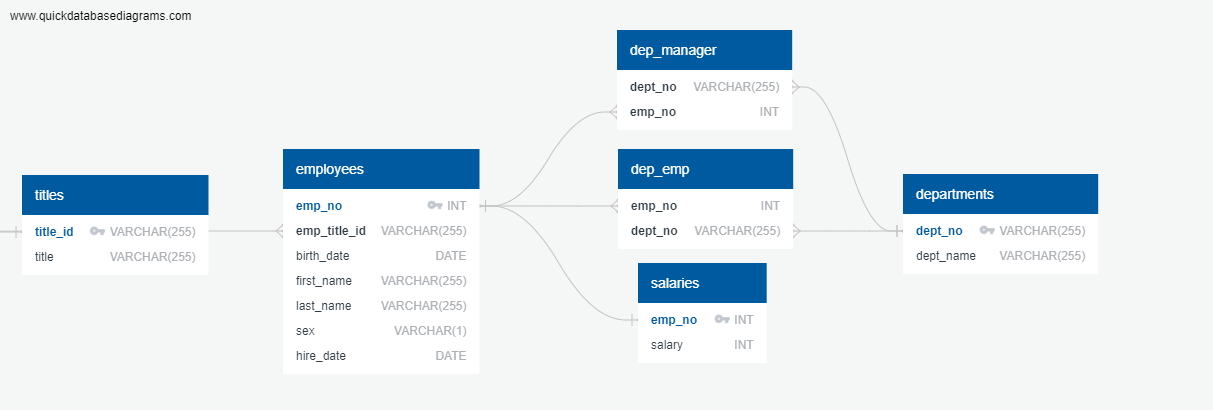 www.quickdatabasediagrams.com
titles
title_id VARCHAR(255)
title VARCHAR(255)
employees
emp_no INT
emp_title_id VARCHAR(255)
birth_date DATE
first_name VARCHAR(255)
last_name VARCHAR(255)
sex VARCHAR(1)
hire_date DATE
dep_manager
dept_no VARCHAR(255)
emp_no INT
dep_emp
emp_no INT
dept_no VARCHAR(255)
salaries
emp_no INT
salary INT
departments
dept_no VARCHAR(255)
dept_name VARCHAR(255)